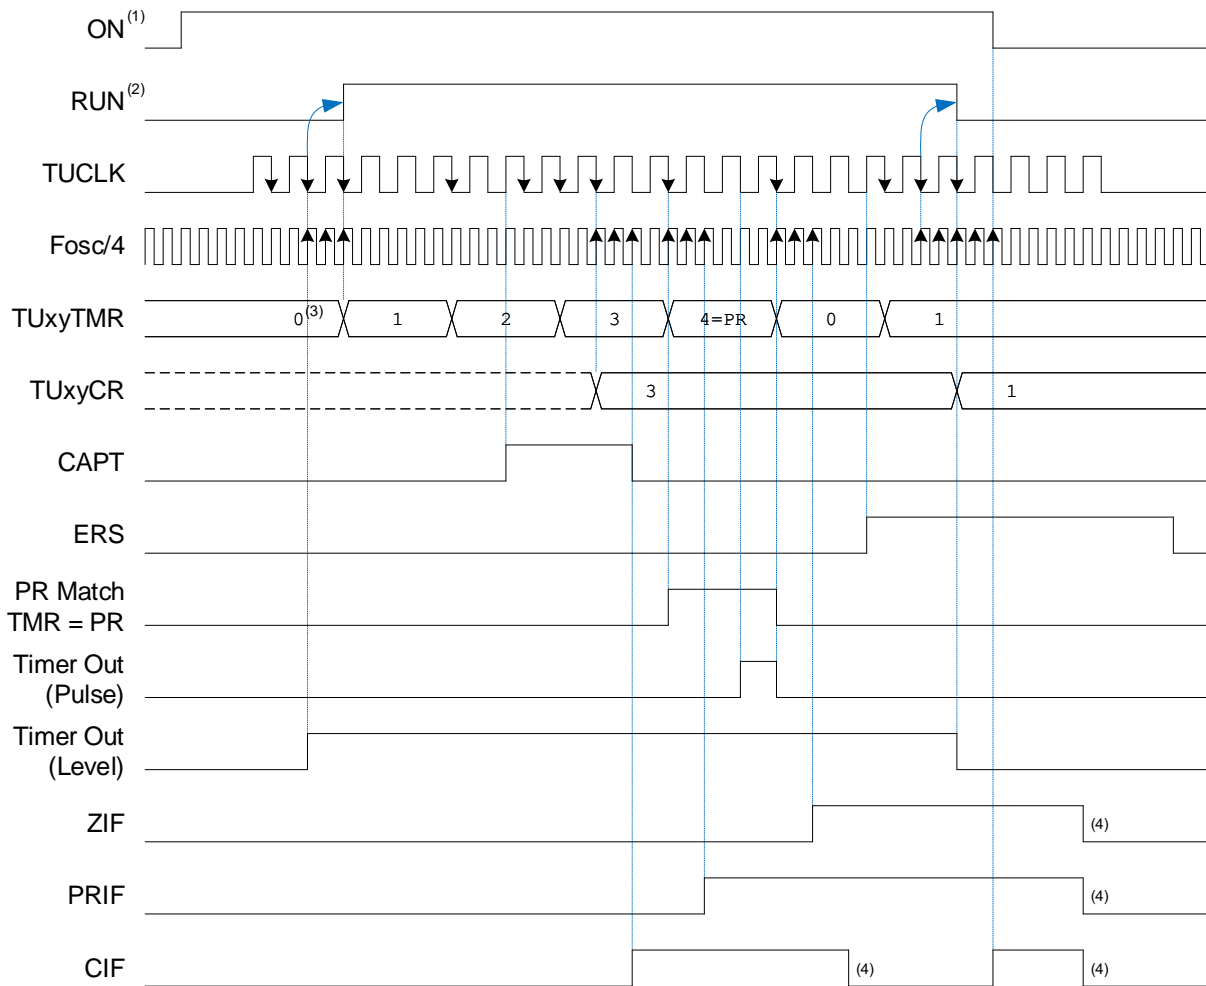 ON(1)
RUN(2)
TUCLK
Fosc/4
TUxyTMR 0(3) 1 2 3 4=PR 0 1
TUxyCR 3 1
CAPT
ERS
PR Match
TMR = PR
Timer Out
(Pulse)
Timer Out
(Level)
ZIF (4)
PRIF (4)
CIF (4) (4)